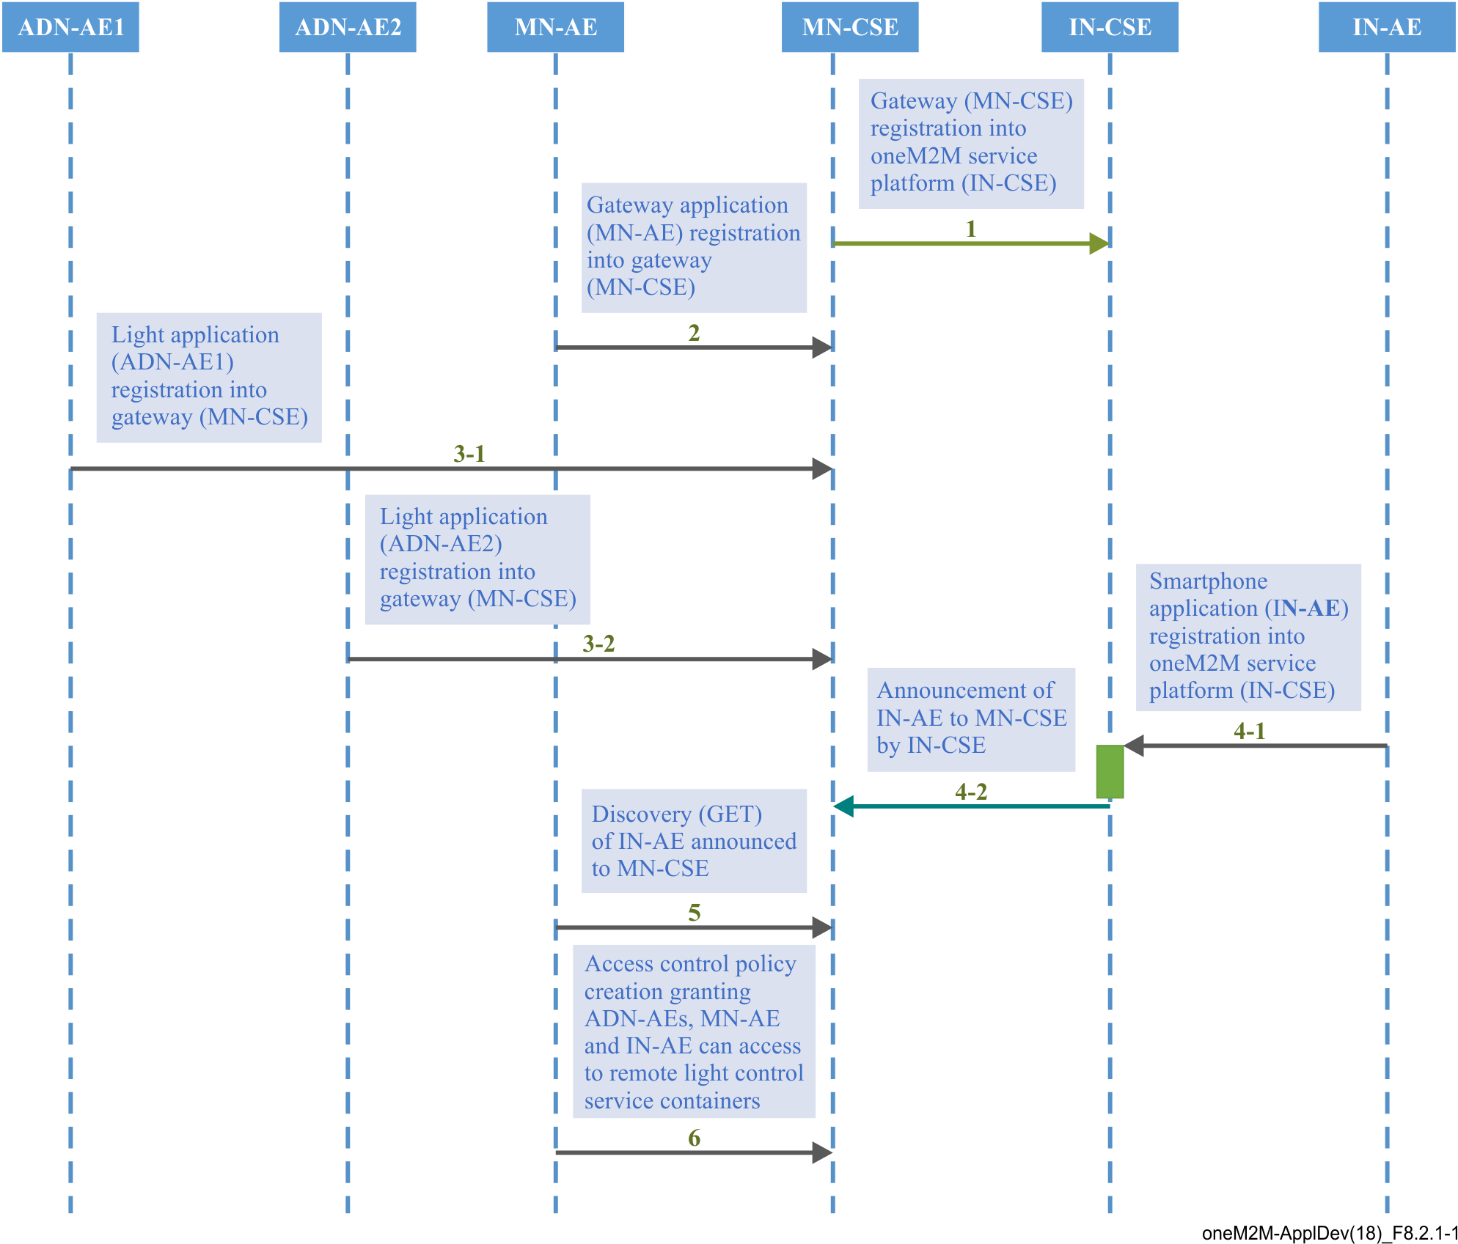 ADN-AE1
ADN-AE2
MN-AE
MN-CSE
IN-CSE
IN-AE
Gateway (MN-CSE)
registration into
oneM2M service
platform (IN-CSE)
1
Gateway application
(MN-AE) registration
into gateway
(MN-CSE)
2
Light application
(ADN-AE1)
registration into
gateway (MN-CSE)
3-1
Light application
(ADN-AE2)
registration into
gateway (MN-CSE)
3-2
Smartphone
application (IN-AE)
registration into
oneM2M service
platform (IN-CSE)
4-1
Announcement of
IN-AE to MN-CSE
by IN-CSE
4-2
Discovery (GET)
of IN-AE announced
to MN-CSE
5
Access control policy
creation granting
ADN-AEs, MN-AE
and IN-AE can access
to remote light control
service containers
6
oneM2M-ApplDev(18)_F8.2.1-1